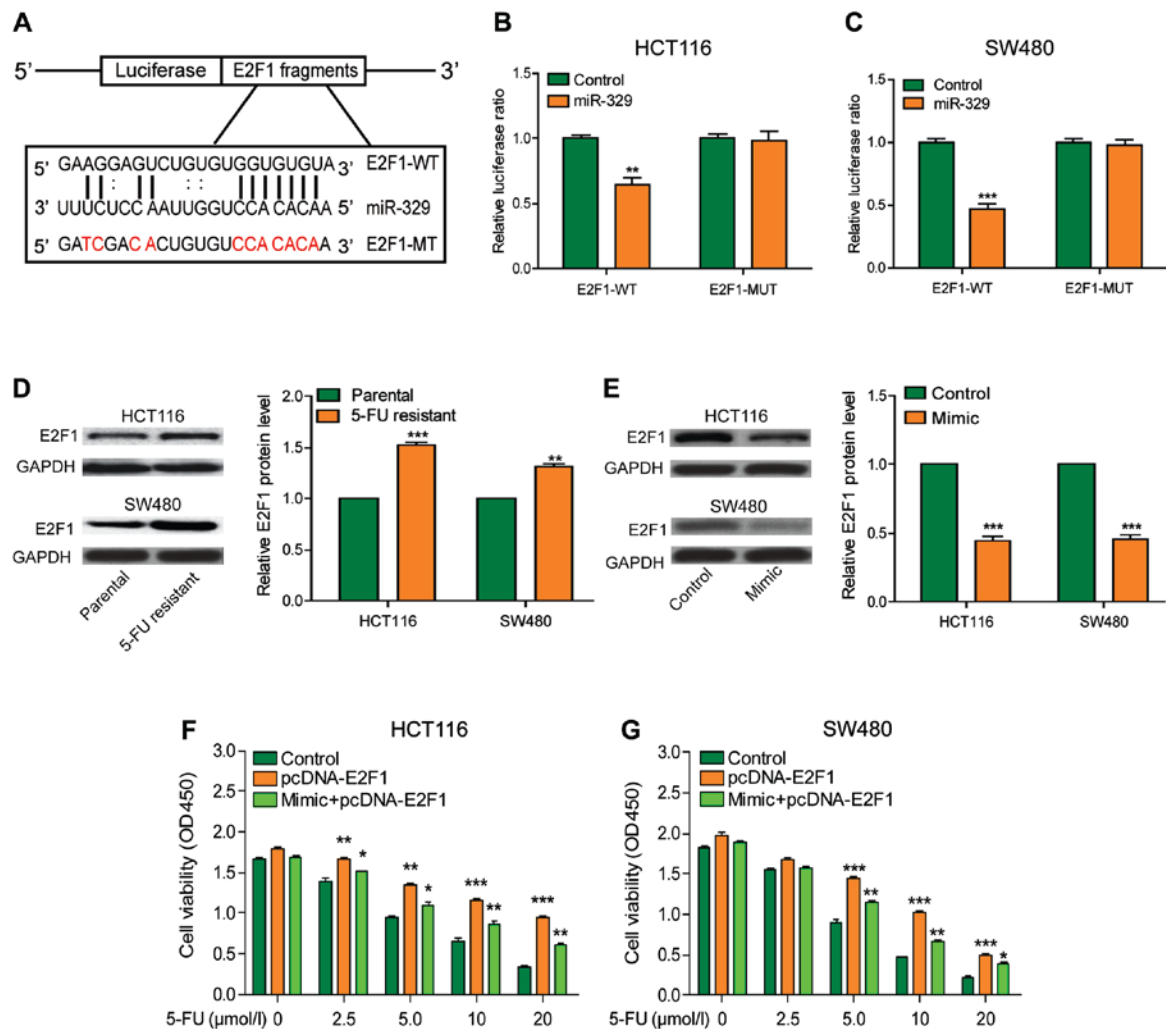 A
5' Luciferase E2F1 fragments 3'
5' GAAGGAGUCUGUGUGGUGUGUA 3' E2F1-WT
3' UUUCUCC AAUUGGUCCA CACAA 5' miR-329
5' GATCGAC ACUGUGUCCA CACAA 3' E2F1-MT
B
HCT116
Relative luciferase ratio
1.5
1.0
0.5
0.0
Control
miR-329
**
E2F1-WT E2F1-MUT
C
SW480
Relative luciferase ratio
1.5
1.0
0.5
0.0
Control
miR-329
***
E2F1-WT E2F1-MUT
D
HCT116
E2F1
GAPDH
SW480
E2F1
GAPDH
Parental
5-FU resistant
Relative E2F1 protein level
2.0
1.5
1.0
0.5
0.0
Parental
5-FU resistant
*** **
HCT116 SW480
E
HCT116
E2F1
GAPDH
SW480
E2F1
GAPDH
Control
Mimic
Relative E2F1 protein level
1.5
1.0
0.5
0.0
Control
Mimic
*** ***
HCT116 SW480
F
HCT116
Cell viability (OD450)
3.0
2.5
2.0
1.5
1.0
0.5
0.0
Control
pcDNA-E2F1
Mimic+pcDNA-E2F1
** * ** * *** ** *** **
5-FU (μmol/l) 0 2.5 5.0 10 20
G
SW480
Cell viability (OD450)
3.0
2.5
2.0
1.5
1.0
0.5
0.0
Control
pcDNA-E2F1
Mimic+pcDNA-E2F1
*** ** *** ** *** *
5-FU (μmol/l) 0 2.5 5.0 10 20